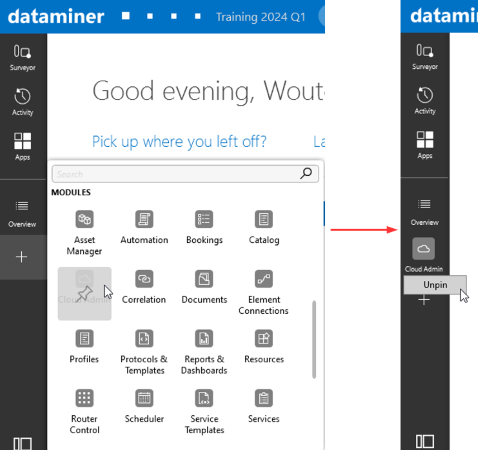 dataminer
Training 2024 Q1
Surveyor
Activity
Apps
Overview
Good evening, Wout
Pick up where you left off?
La
Search
MODULES
Asset
Manager
Automation
Bookings
Catalog
Cloud Admin
Correlation
Documents
Element
Connections
Profiles
Protocols &
Templates
Reports &
Dashboards
Resources
Router
Control
Scheduler
Service
Templates
Services
datamin
Surveyor
Activity
Apps
Overview
Cloud Admin
Unpin